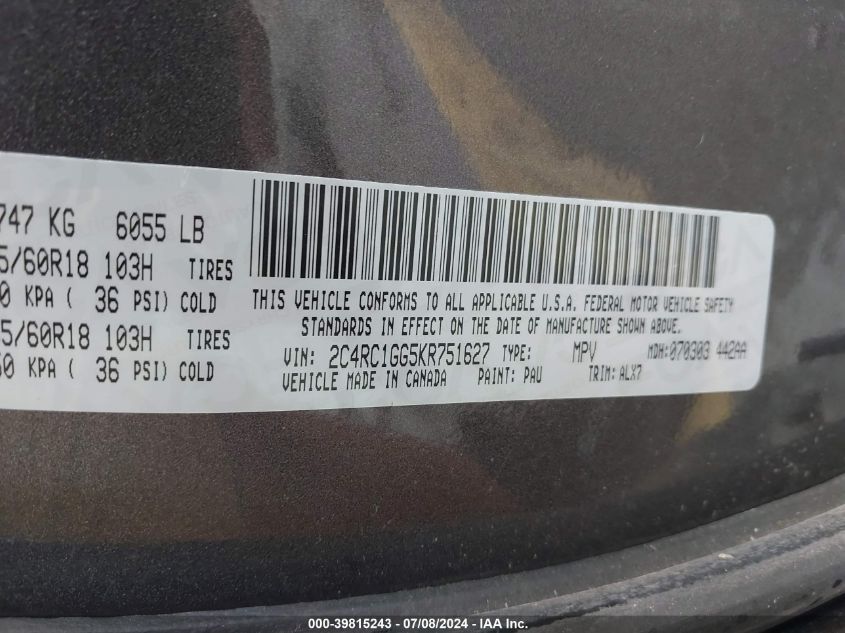 747 KG 6055 LB
5/60R18 103H TIRES
0 KPA ( 36 PSI) COLD
5/60R18 103H TIRES
50 KPA ( 36 PSI) COLD
THIS VEHICLE CONFORMS TO ALL APPLICABLE U.S.A. FEDERAL MOTOR VEHICLE SAFETY
STANDARDS IN EFFECT ON THE DATE OF MANUFACTURE SHOWN ABOVE.
VIN: 2C4RC1GG5KR751627 TYPE: MPV MDH:070303 442AA
VEHICLE MADE IN CANADA PAINT: PAU TRIM: ALX7
000-39815243 - 07/08/2024 - IAA Inc.